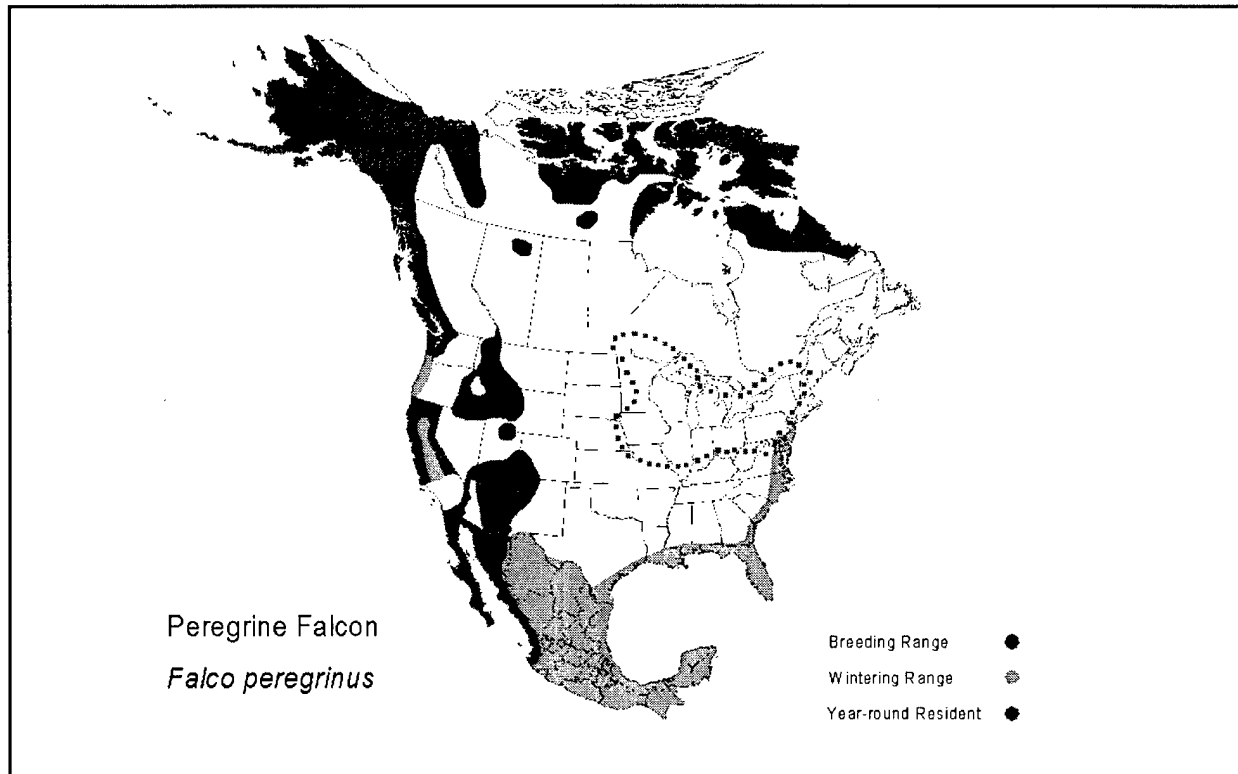 Peregrine Falcon
Falco peregrinus
Breeding Range
Wintering Range
Year-round Resident